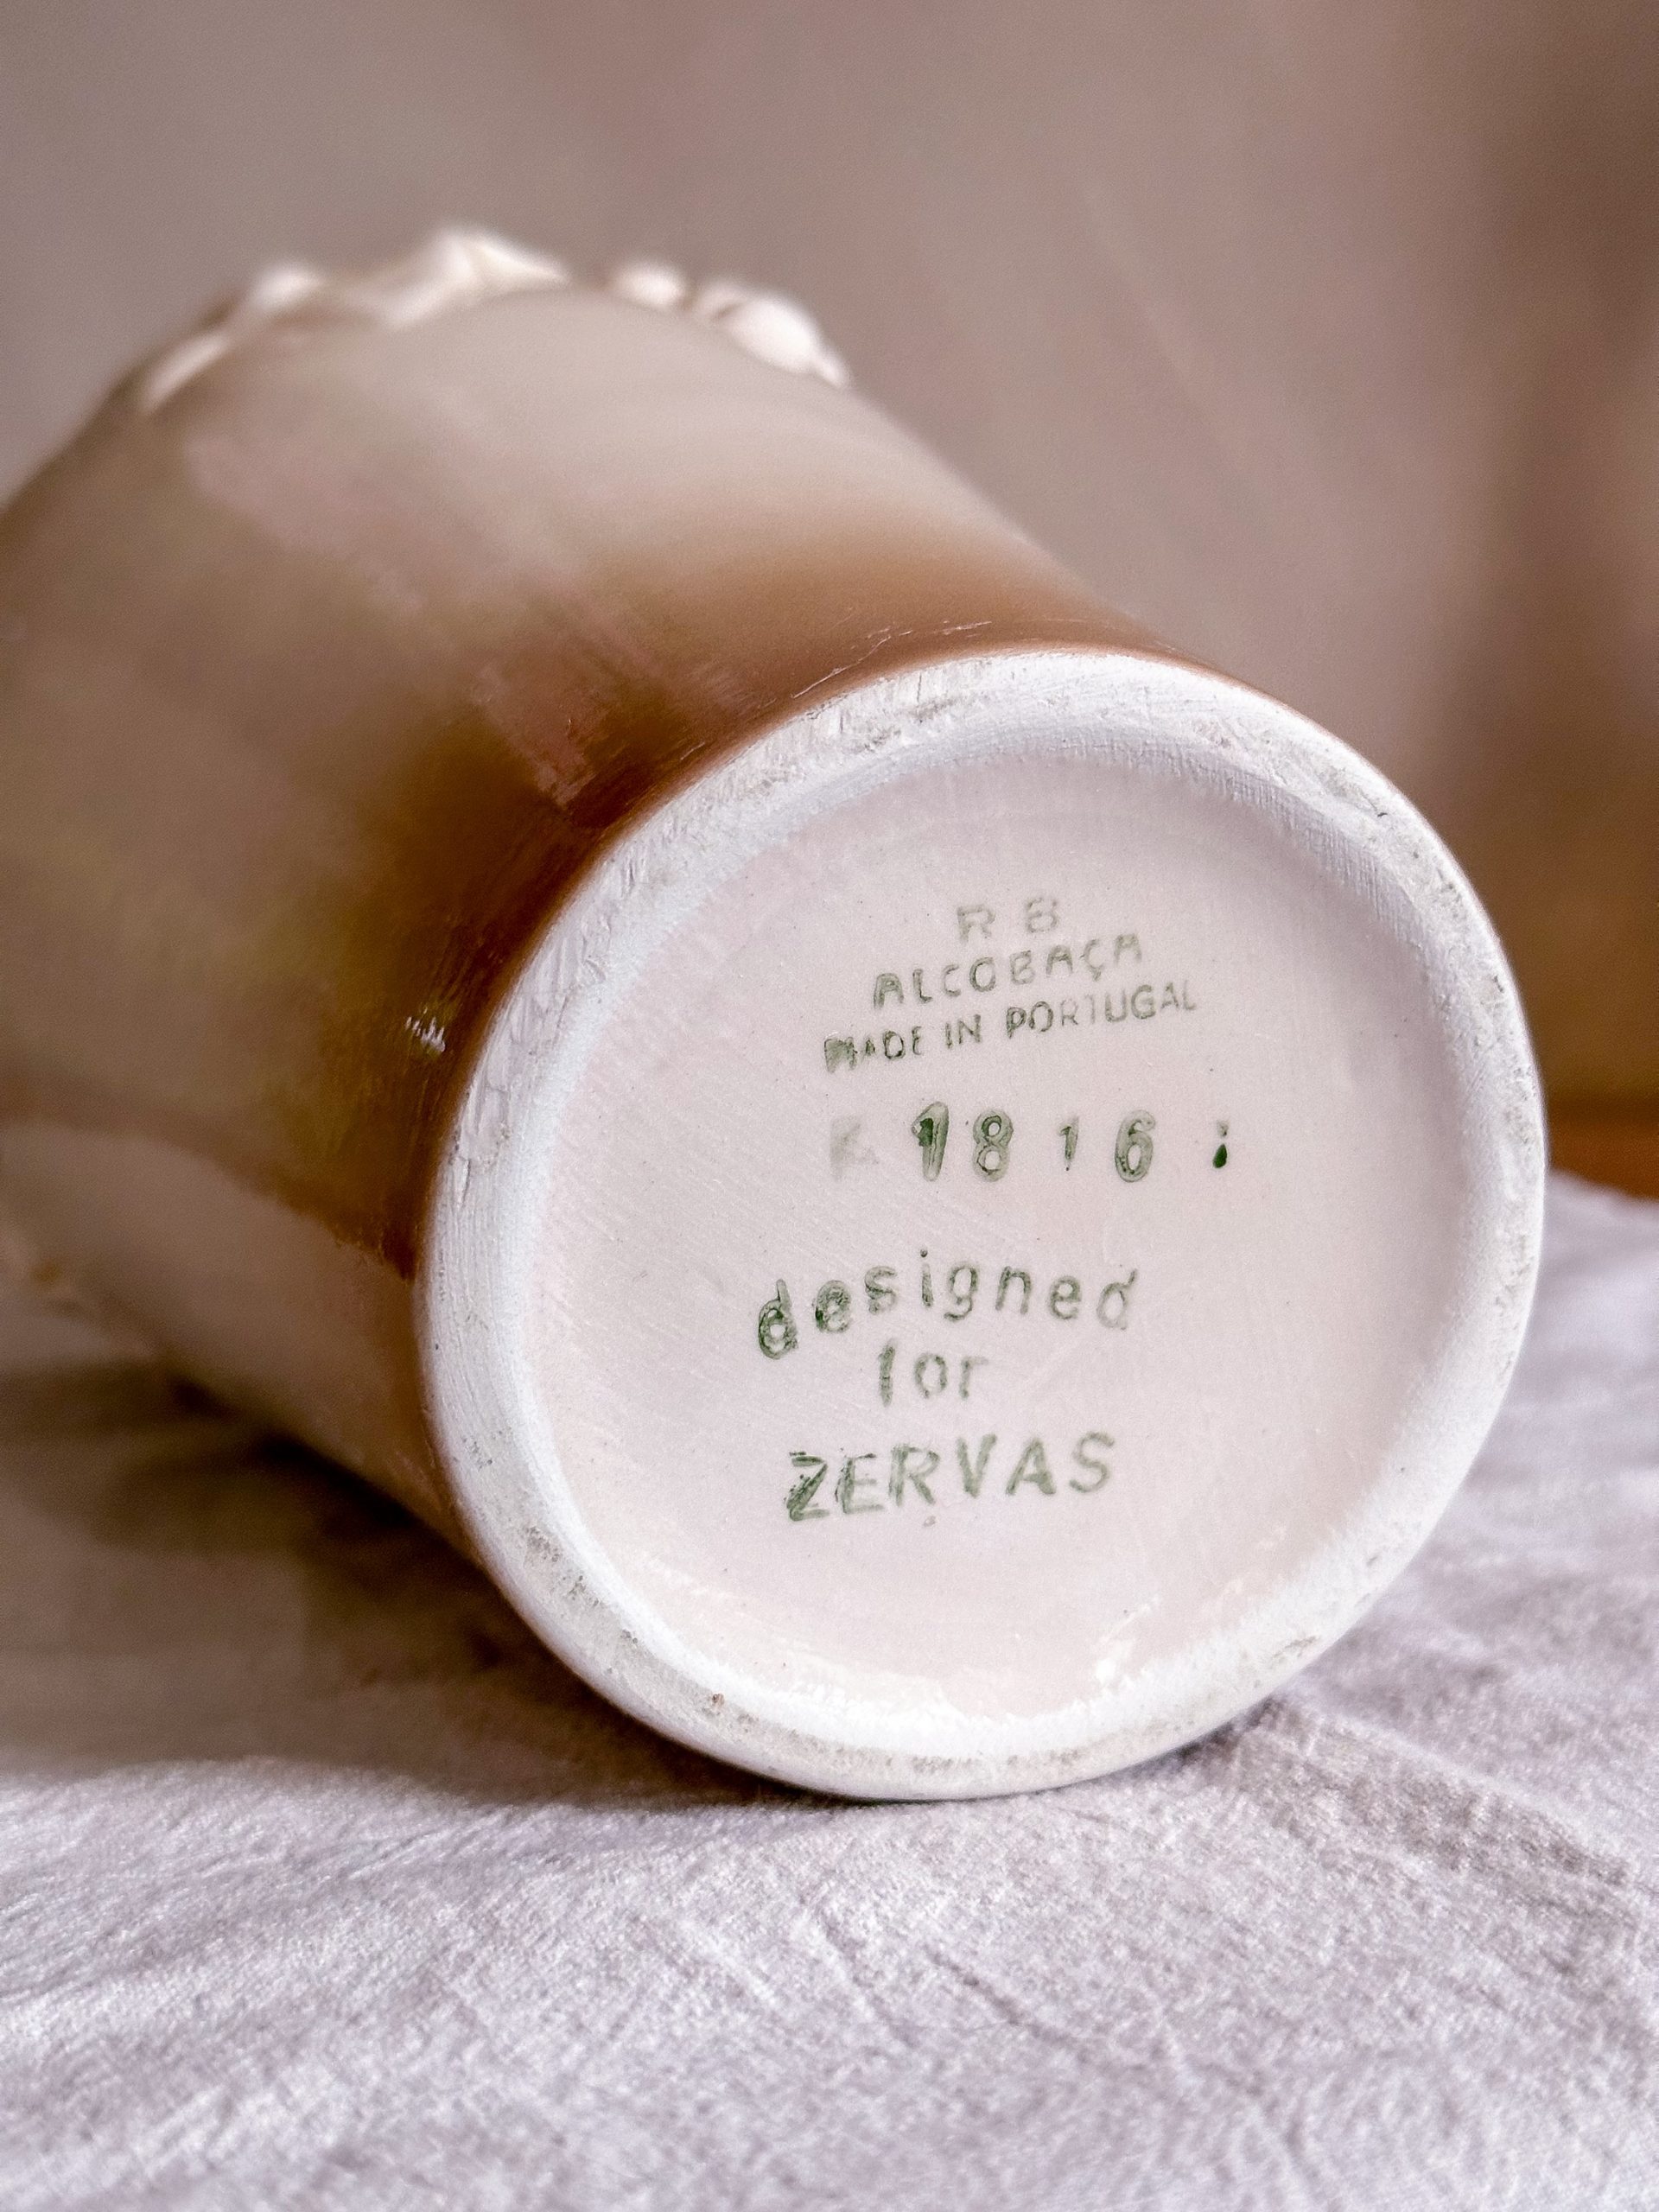 R B
ALCOBAÇA
MADE IN PORTUGAL
K 1816
designed
for
ZERVAS